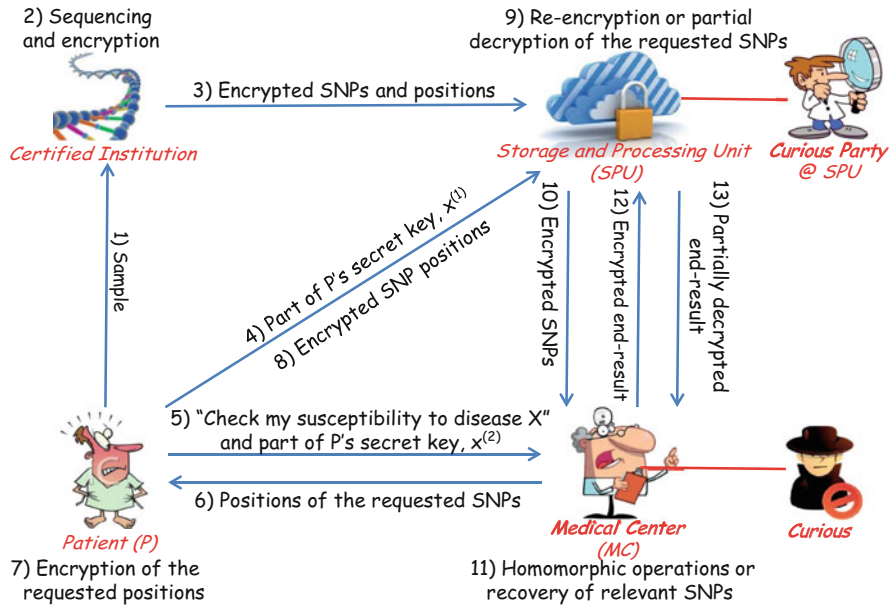 2) Sequencing
and encryption
9) Re-encryption or partial
decryption of the requested SNPs
3) Encrypted SNPs and positions
Certified Institution
Storage and Processing Unit
(SPU)
Curious Party
@ SPU
1) Sample
4) Part of P's secret key, x(1)
8) Encrypted SNP positions
10) Encrypted SNPs
12) Encrypted end-result
13) Partially decrypted
end-result
5) "Check my susceptibility to disease X"
and part of P's secret key, x(2)
6) Positions of the requested SNPs
Patient (P)
Medical Center
(MC)
Curious
7) Encryption of the
requested positions
11) Homomorphic operations or
recovery of relevant SNPs